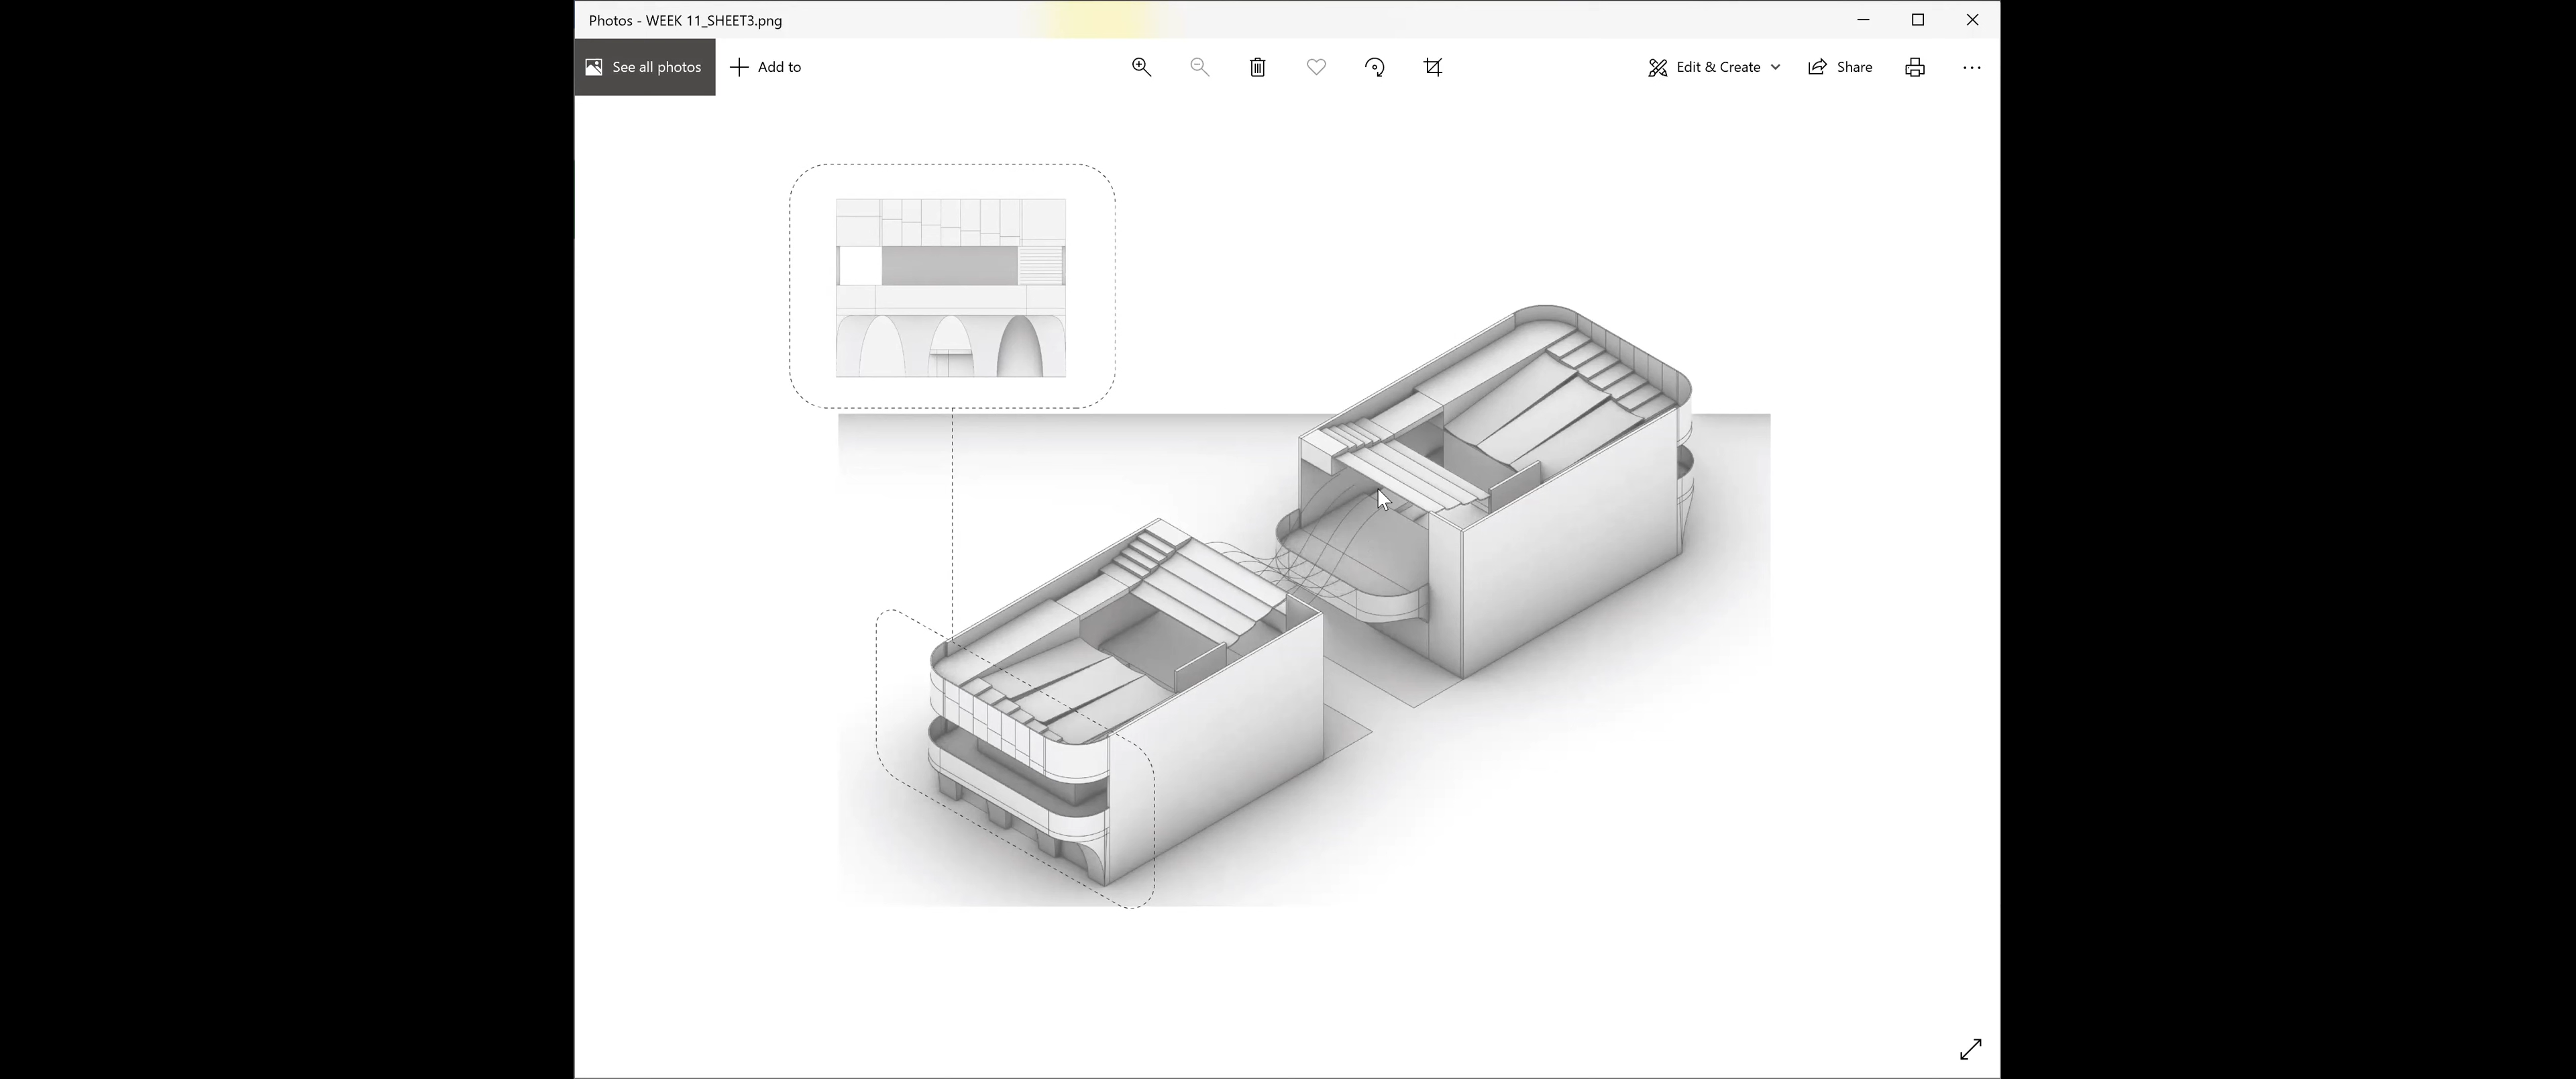 Photos - WEEK 11_SHEET3.png
See all photos
Add to
Edit & Create
Share